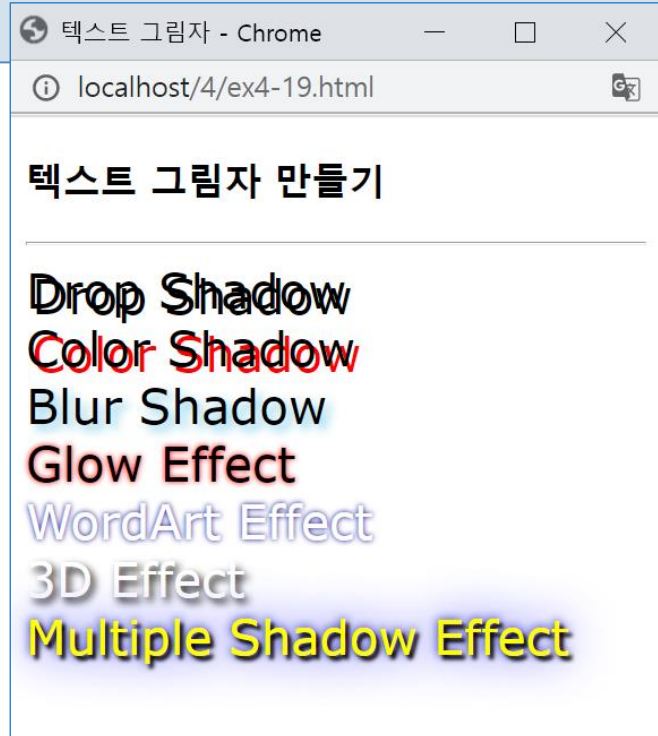 텍스트 그림자 - Chrome
localhost/4/ex4-19.html
텍스트 그림자 만들기
Drop Shadow
Color Shadow
Blur Shadow
Glow Effect
WordArt Effect
3D Effect
Multiple Shadow Effect